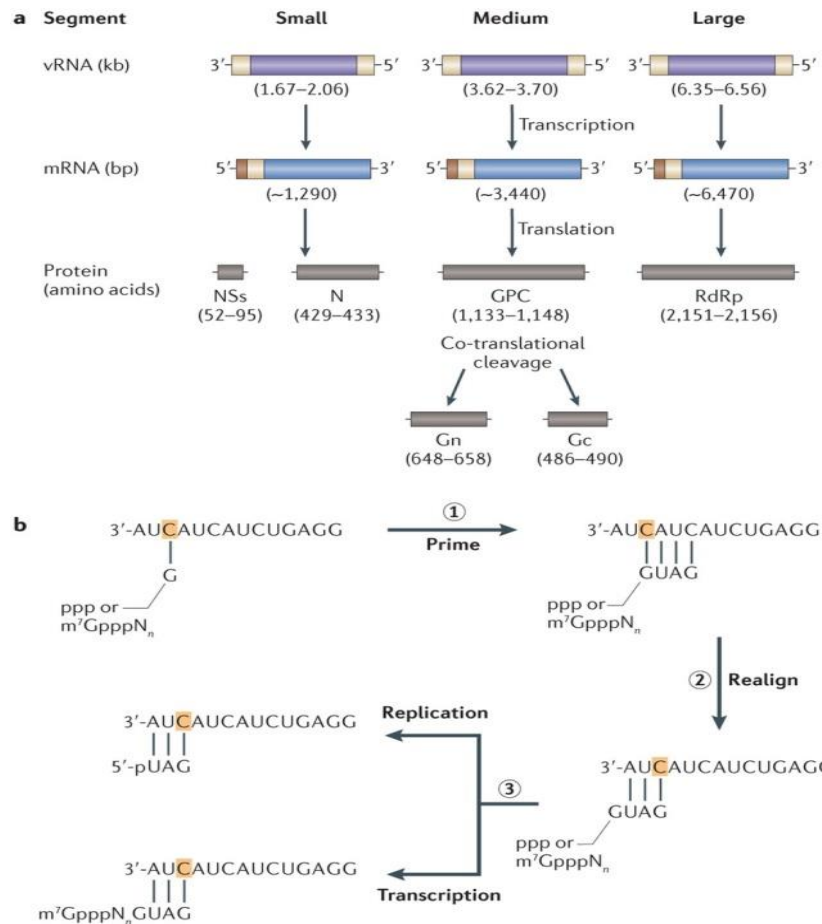 a Segment Small Medium Large
vRNA (kb) 3′ 5′ 3′ 5′ 3′ 5′
(1.67–2.06) (3.62–3.70) (6.35–6.56)
Transcription
mRNA (bp) 5′ 3′ 5′ 3′ 5′ 3′
(~1,290) (~3,440) (~6,470)
Translation
Protein
(amino acids)
NSs N GPC RdRp
(52–95) (429–433) (1,133–1,148) (2,151–2,156)
Co-translational
cleavage
Gn Gc
(648–658) (486–490)
b
3′-AUCAUCAUCUGAGG
G
ppp or
m⁷GpppNₙ
1
Prime
3′-AUCAUCAUCUGAGG
GUAG
ppp or
m⁷GpppNₙ
2 Realign
3′-AUCAUCAUCUGAGG
GUAG
ppp or
m⁷GpppNₙ
3
Replication
3′-AUCAUCAUCUGAGG
5′-pUAG
Transcription
3′-AUCAUCAUCUGAGG
m⁷GpppNₙGUAG